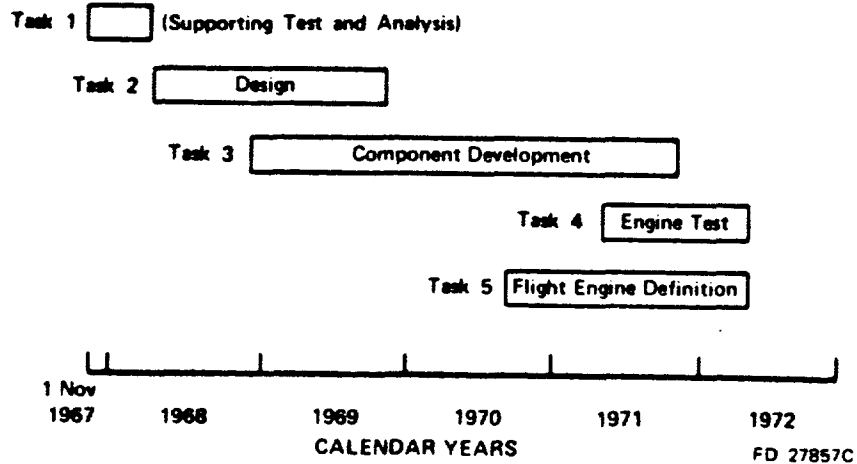 Task 1 (Supporting Test and Analysis)
Task 2 Design
Task 3 Component Development
Task 4 Engine Test
Task 5 Flight Engine Definition
1 Nov
1967 1968 1969 1970 1971 1972
CALENDAR YEARS
FD 27857C